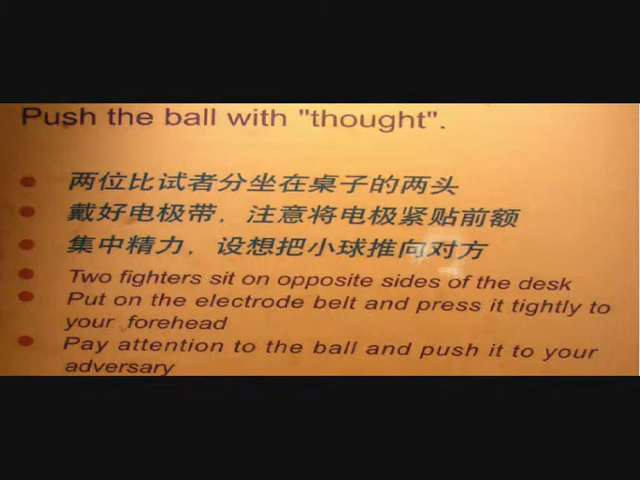 Push the ball with "thought".
两位比试者分坐在桌子的两头
戴好电极带，注意将电极紧贴前额
集中精力，设想把小球推向对方
Two fighters sit on opposite sides of the desk
Put on the electrode belt and press it tightly to
your forehead
Pay attention to the ball and push it to your
adversary